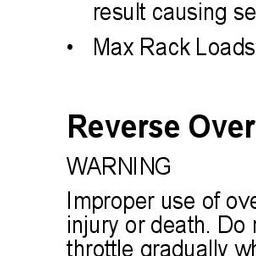 result causing se
• Max Rack Loads
Reverse Over
WARNING
Improper use of ove
injury or death. Do
throttle gradually wh